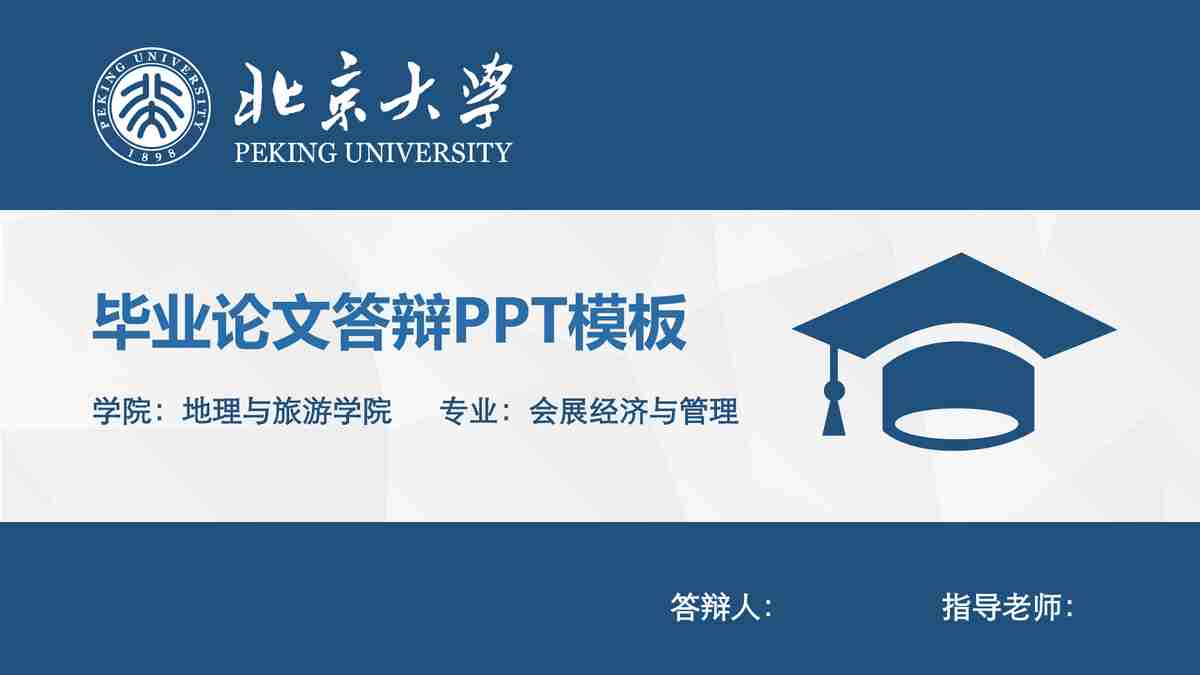 PEKING UNIVERSITY
1898
北京大学
PEKING UNIVERSITY
毕业论文答辩PPT模板
学院：地理与旅游学院 专业：会展经济与管理
答辩人： 指导老师：